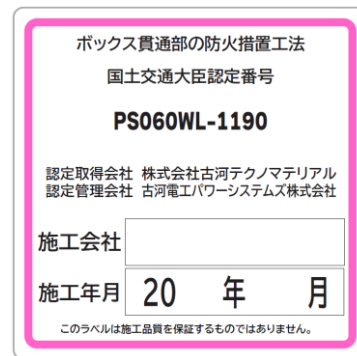 ボックス貫通部の防火措置工法
国土交通大臣認定番号
PS060WL-1190
認定取得会社 株式会社古河テクノマテリアル
認定管理会社 古河電工パワーシステムズ株式会社
施工会社
施工年月 20 年 月
このラベルは施工品質を保証するものではありません。